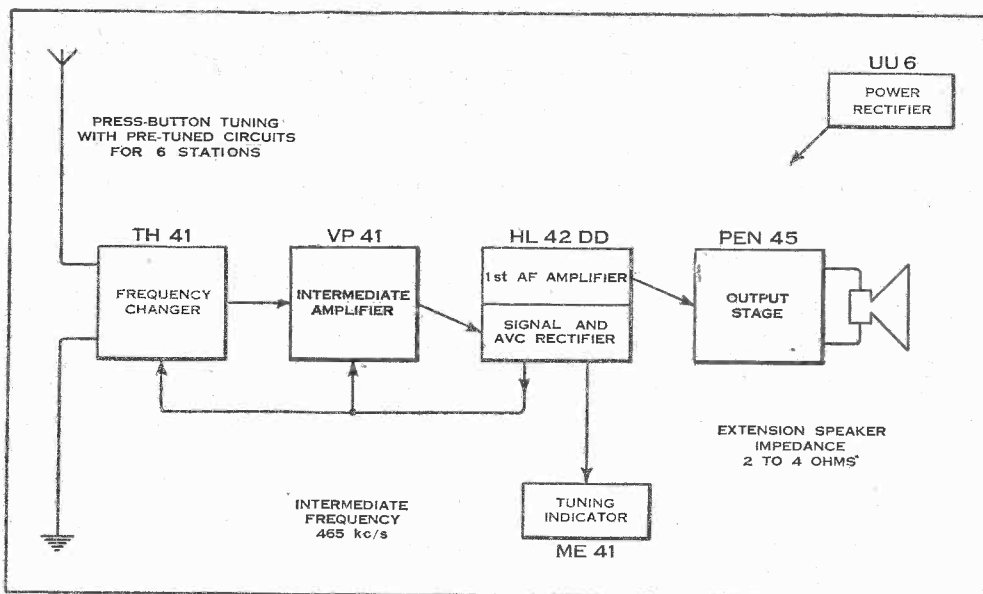 UU 6
POWER
RECTIFIER
PRESS-BUTTON TUNING
WITH PRE-TUNED CIRCUITS
FOR 6 STATIONS
TH 41
FREQUENCY
CHANGER
VP 41
INTERMEDIATE
AMPLIFIER
HL 42 DD
1st AF AMPLIFIER
SIGNAL AND
AVC RECTIFIER
PEN 45
OUTPUT
STAGE
EXTENSION SPEAKER
IMPEDANCE
2 TO 4 OHMS
INTERMEDIATE
FREQUENCY
465 kc/s
TUNING
INDICATOR
ME 41